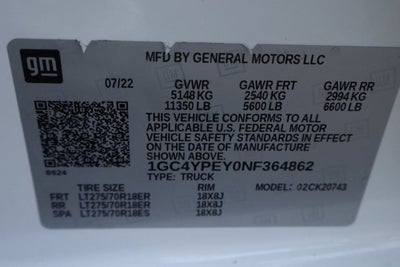 gm
MFD BY GENERAL MOTORS LLC
07/22 GVWR GAWR FRT GAWR RR
5148 KG 2540 KG 2994 KG
11350 LB 5600 LB 6600 LB
THIS VEHICLE CONFORMS TO ALL
APPLICABLE U.S. FEDERAL MOTOR
VEHICLE SAFETY STANDARDS IN EFFECT
ON THE DATE OF MANUFACTURE
SHOWN ABOVE.
1GC4YPEY0NF364862
TYPE: TRUCK
TIRE SIZE RIM MODEL: 02CK20743
FRT LT275/70R18ER 18X8J
RR LT275/70R18ER 18X8J
SPA LT275/70R18ES 18X8J